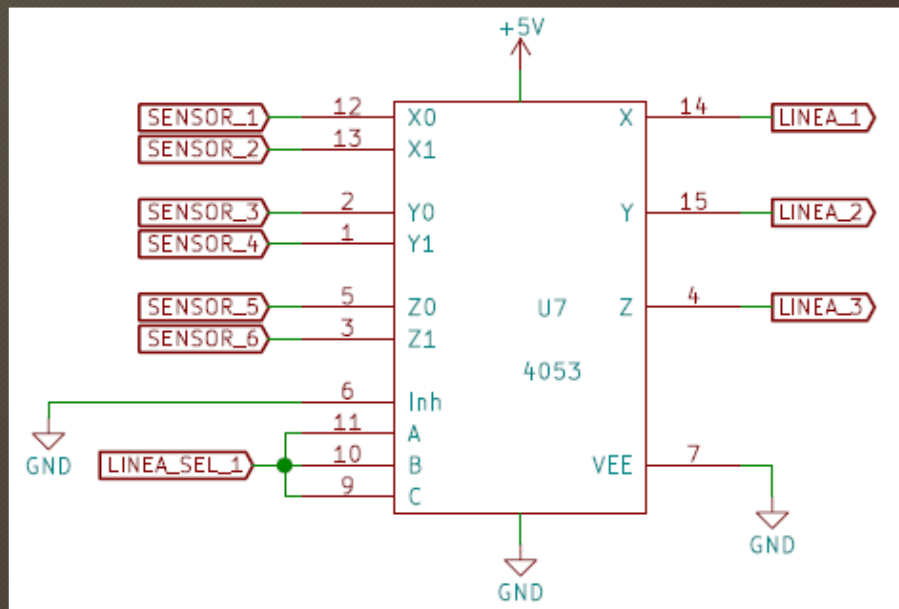 +5V
SENSOR_1 12 X0 X 14 LINEA_1
SENSOR_2 13 X1
SENSOR_3 2 Y0 Y 15 LINEA_2
SENSOR_4 1 Y1
SENSOR_5 5 Z0 U7 Z 4 LINEA_3
SENSOR_6 3 Z1
4053
6 Inh
11 A
GND LINEA_SEL_1 10 B VEE 7
9 C
GND
GND